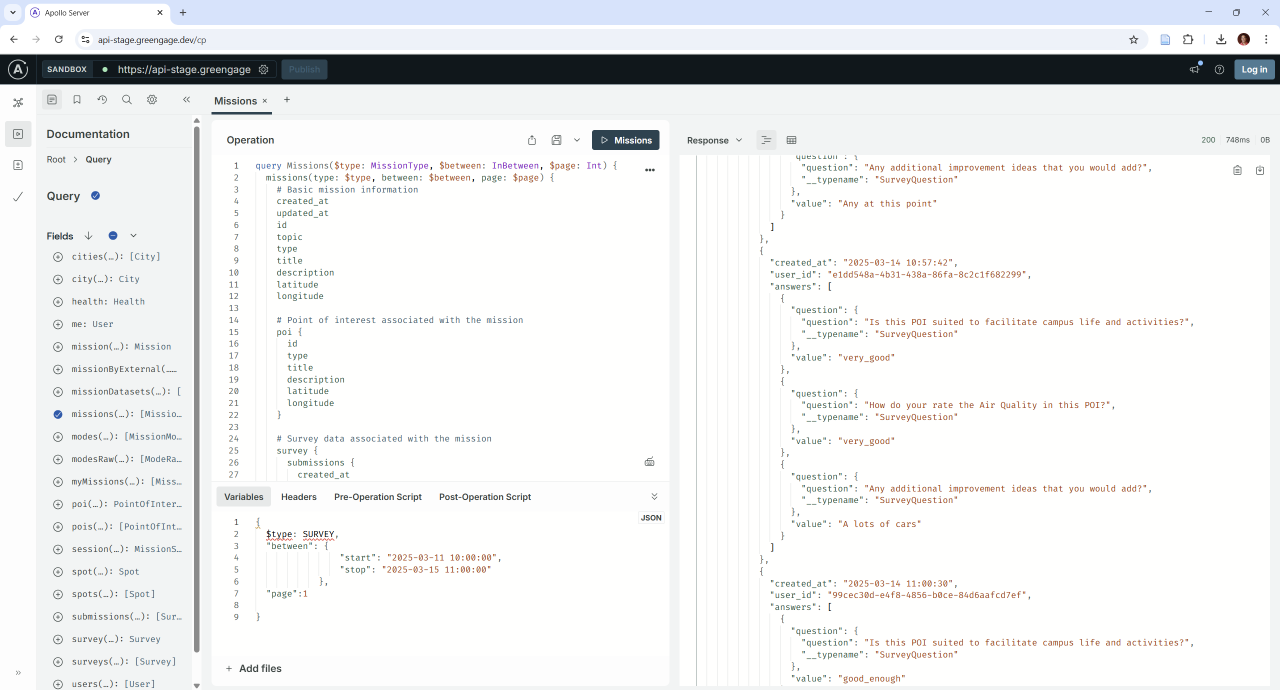 Apollo Server
api-stage.greengage.dev/cp
SANDBOX
https://api-stage.greengage
Publish
Log in
Documentation
Root > Query
Query
Fields
cities(…): [City]
city(…): City
health: Health
me: User
mission(…): Mission
missionByExternal(……
missionDatasets(…): [
missions(…): [Missio…
modes(…): [MissionMo…
modesRaw(…): [ModeRa…
myMissions(…): [Miss…
poi(…): PointOfInter…
pois(…): [PointOfInt…
session(…): MissionS…
spot(…): Spot
spots(…): [Spot]
submissions(…): [Sur…
survey(…): Survey
surveys(…): [Survey]
users(…): [User]
Missions
Operation
Missions
1 query Missions($type: MissionType, $between: InBetween, $page: Int) {
2 missions(type: $type, between: $between, page: $page) {
3 # Basic mission information
4 created_at
5 updated_at
6 id
7 topic
8 type
9 title
10 description
11 latitude
12 longitude
13
14 # Point of interest associated with the mission
15 poi {
16 id
17 type
18 title
19 description
20 latitude
21 longitude
22 }
23
24 # Survey data associated with the mission
25 survey {
26 submissions {
27 created_at
Variables
Headers
Pre-Operation Script
Post-Operation Script
JSON
1 {
2 $type: SURVEY,
3 "between": {
4 "start": "2025-03-11 10:00:00",
5 "stop": "2025-03-15 11:00:00"
6 },
7 "page":1
8
9 }
+ Add files
Response
200
748ms
0B
"question": {
"question": "Any additional improvement ideas that you would add?",
"__typename": "SurveyQuestion"
},
"value": "Any at this point"
}
]
},
{
"created_at": "2025-03-14 10:57:42",
"user_id": "e1dd548a-4b31-438a-86fa-8c2c1f682299",
"answers": [
{
"question": {
"question": "Is this POI suited to facilitate campus life and activities?",
"__typename": "SurveyQuestion"
},
"value": "very_good"
},
{
"question": {
"question": "How do your rate the Air Quality in this POI?",
"__typename": "SurveyQuestion"
},
"value": "very_good"
},
{
"question": {
"question": "Any additional improvement ideas that you would add?",
"__typename": "SurveyQuestion"
},
"value": "A lots of cars"
}
]
},
{
"created_at": "2025-03-14 11:00:30",
"user_id": "99cec30d-e4f8-4856-b0ce-84d6aafcd7ef",
"answers": [
{
"question": {
"question": "Is this POI suited to facilitate campus life and activities?",
"__typename": "SurveyQuestion"
},
"value": "good_enough"